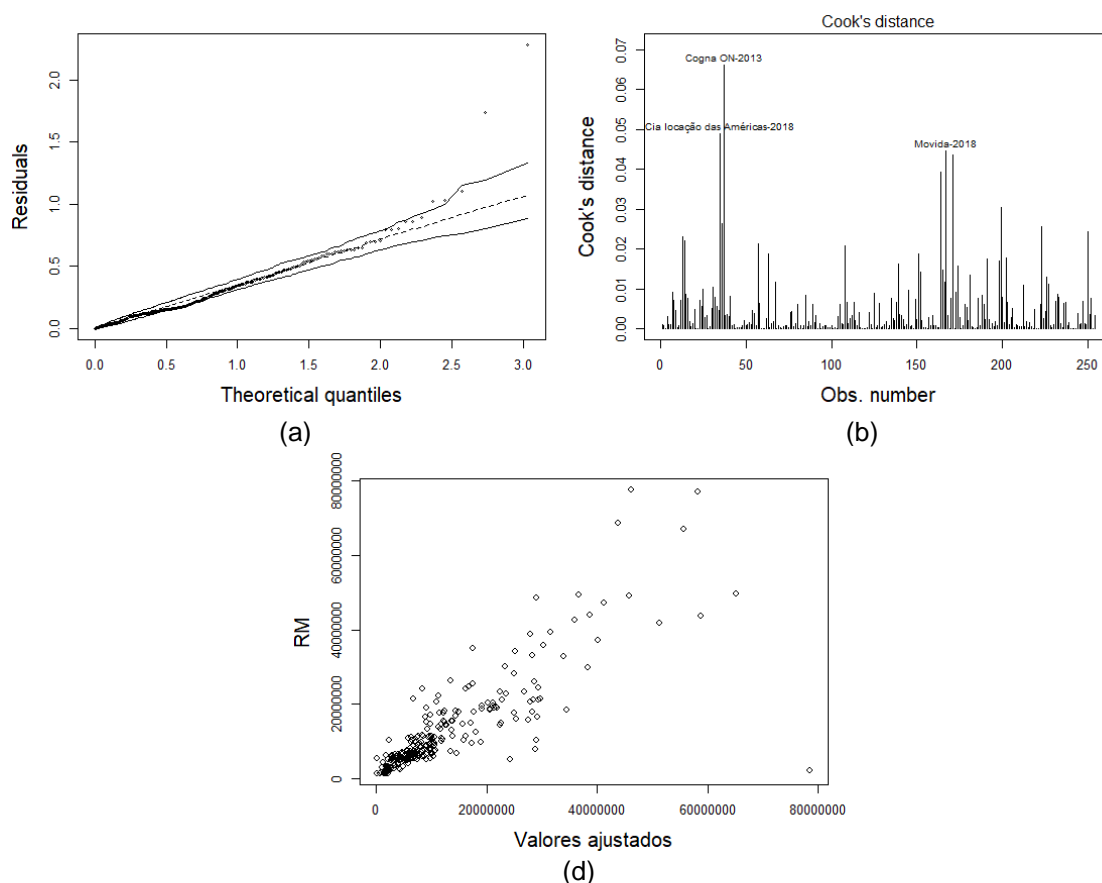 Residuals
2.0
1.5
1.0
0.5
0.0
0.0 0.5 1.0 1.5 2.0 2.5 3.0
Theoretical quantiles
(a)
Cook's distance
Cook's distance
0.07
0.06
0.05
0.04
0.03
0.02
0.01
0.00
Cogna ON-2013
Cia locação das Américas-2018
Movida-2018
0 50 100 150 200 250
Obs. number
(b)
RM
80000000
60000000
40000000
20000000
0
0 20000000 40000000 60000000 80000000
Valores ajustados
(d)